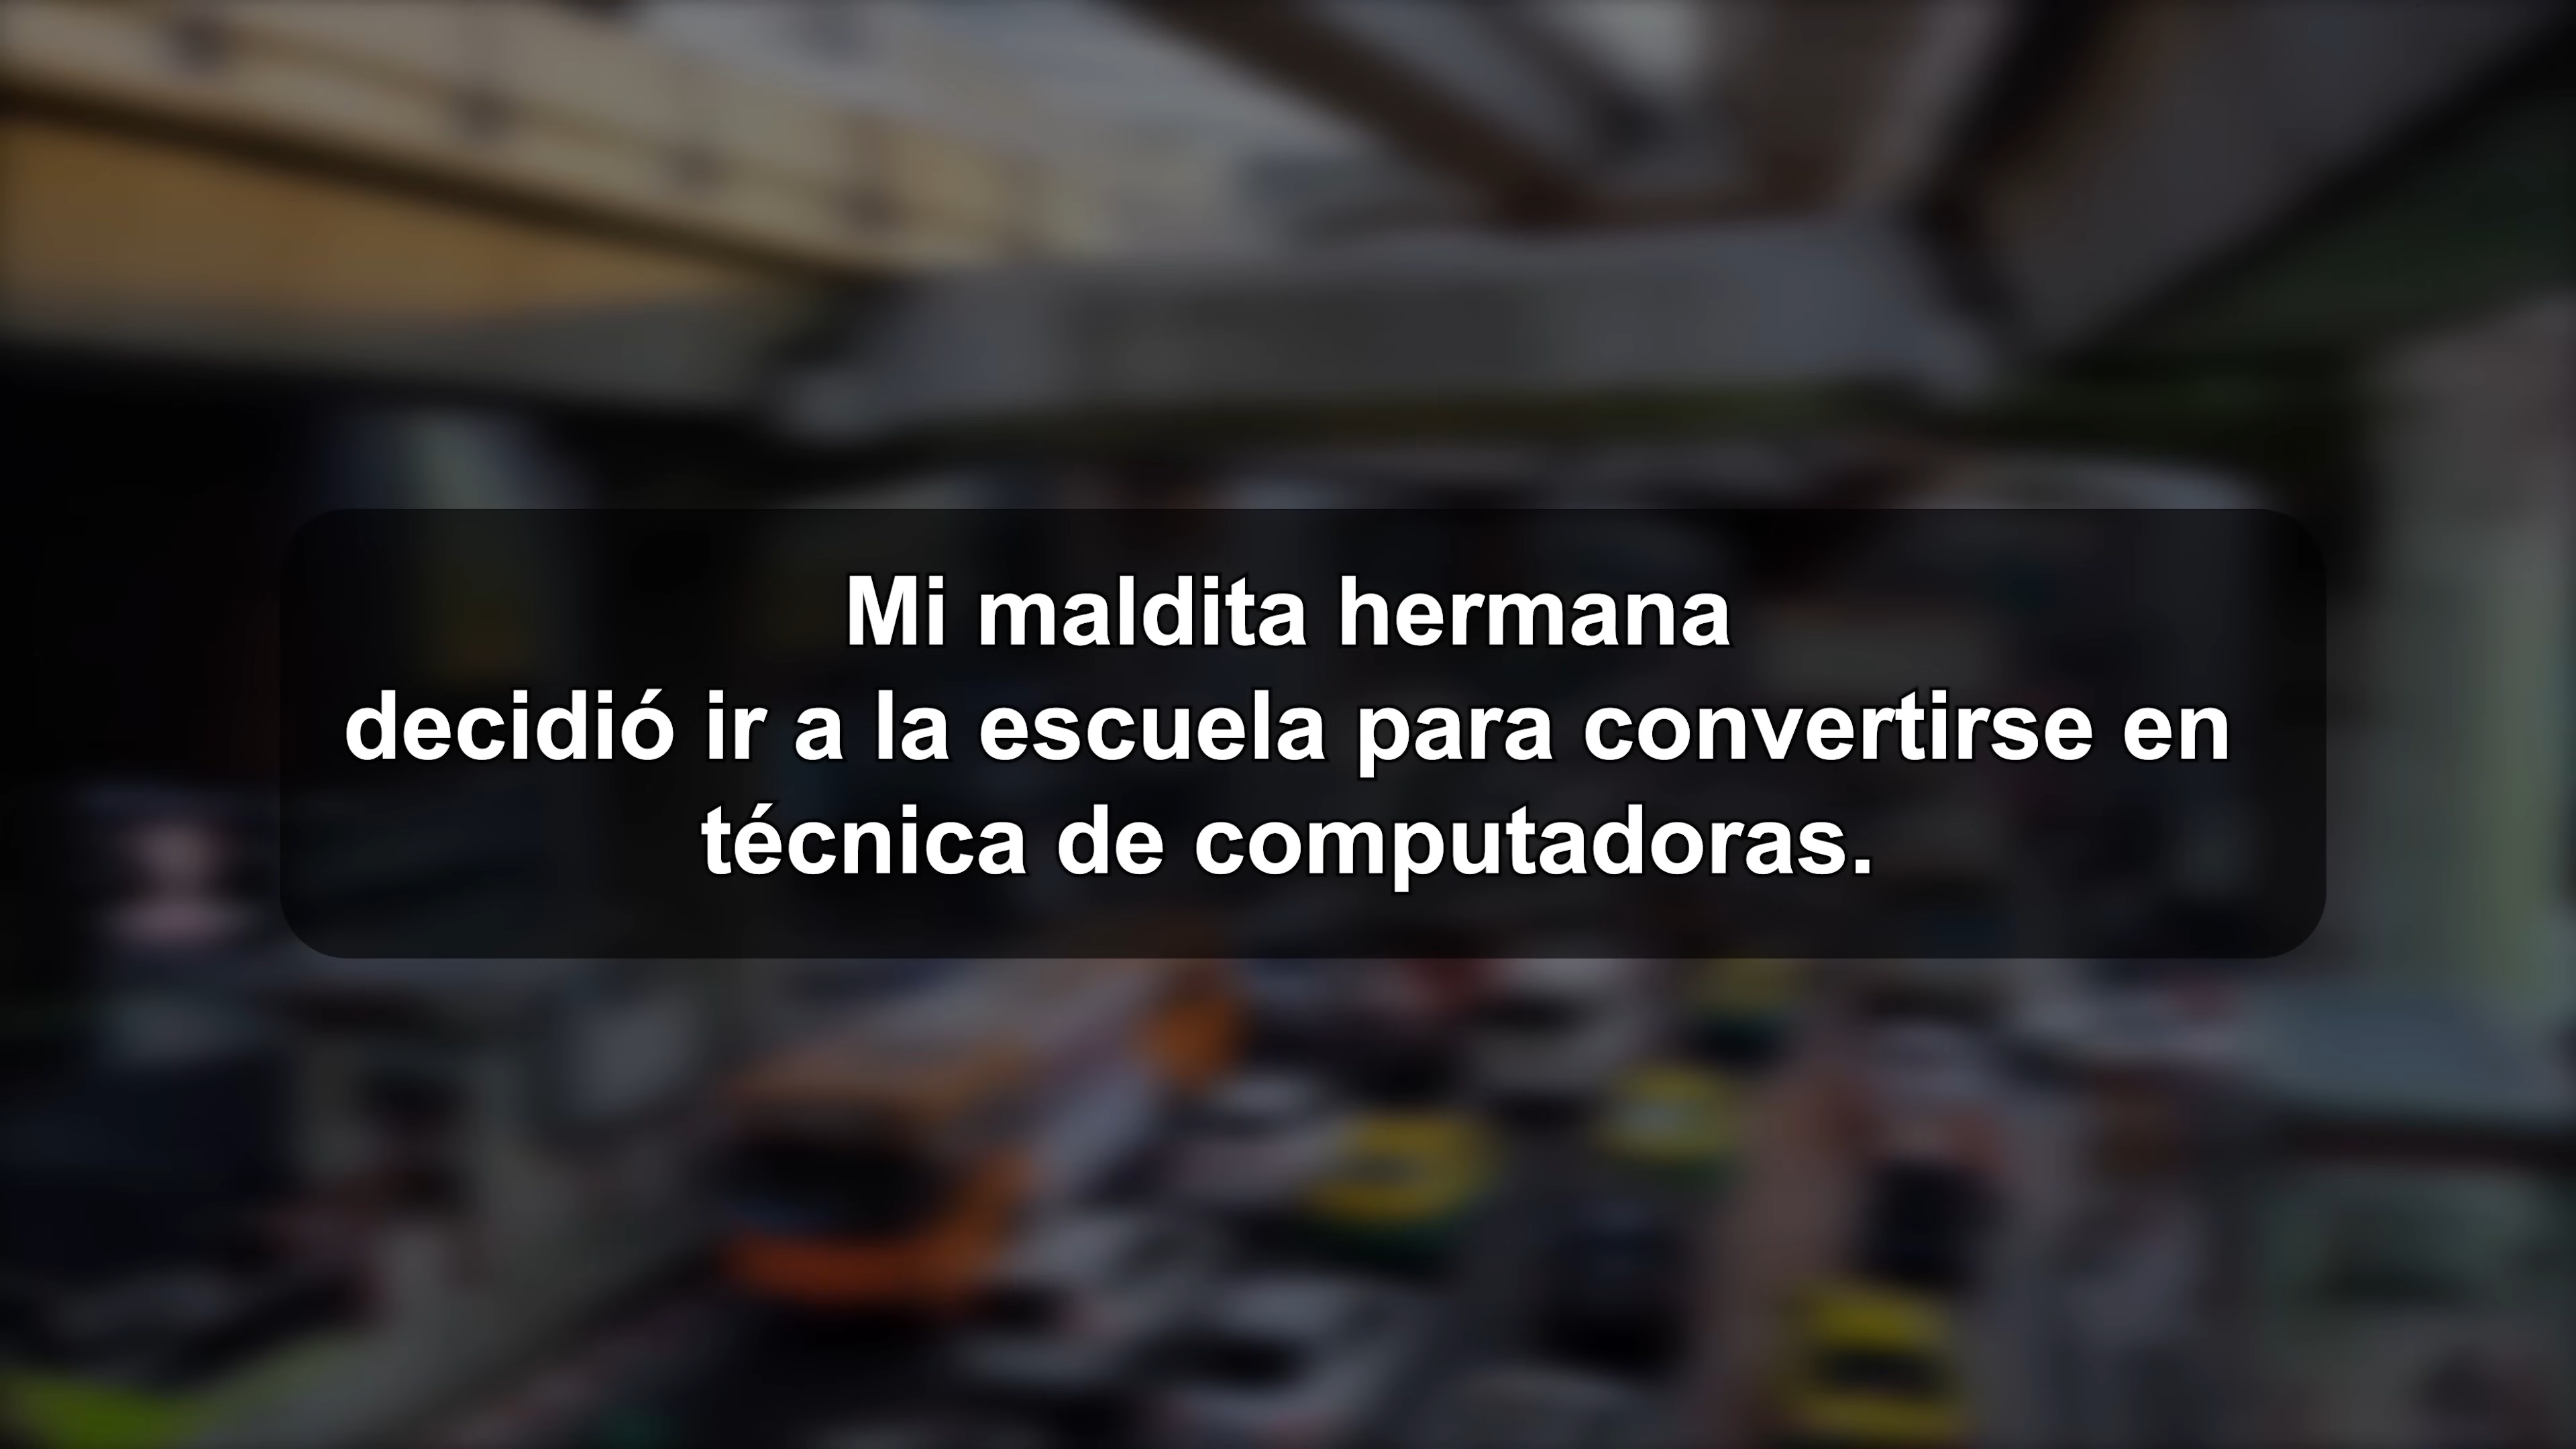 Mi maldita hermana
decidió ir a la escuela para convertirse en
técnica de computadoras.